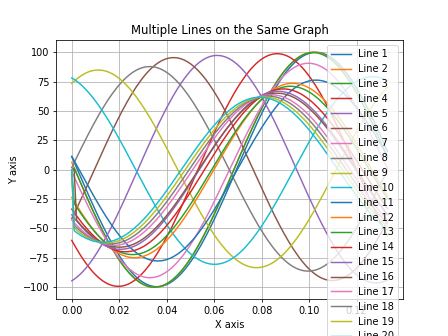 Multiple Lines on the Same Graph
Y axis
100
75
50
25
0
−25
−50
−75
−100
0.00
0.02
0.04
0.06
0.08
0.10
X axis
Line 1
Line 2
Line 3
Line 4
Line 5
Line 6
Line 7
Line 8
Line 9
Line 10
Line 11
Line 12
Line 13
Line 14
Line 15
Line 16
Line 17
Line 18
Line 19
Line 20